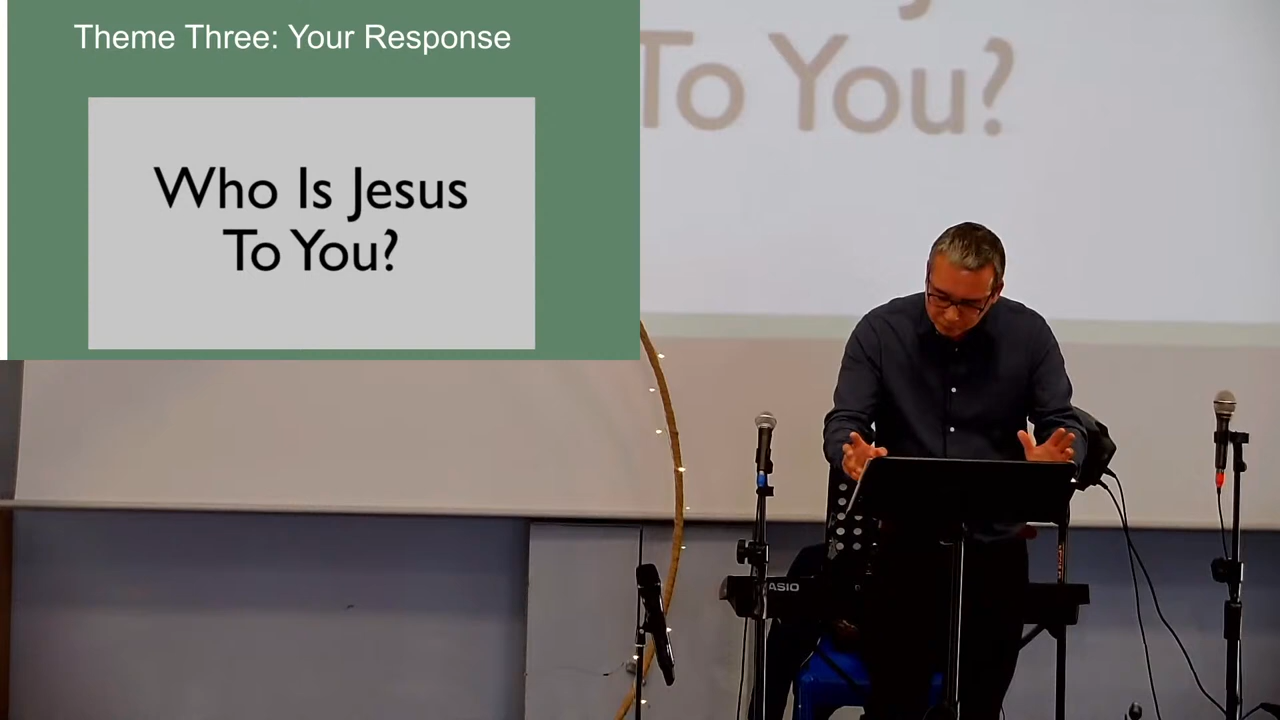 Theme Three: Your Response
Who Is Jesus
To You?
To You?
ASIO